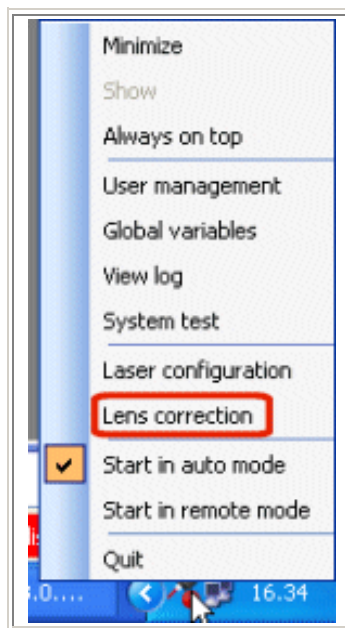 Minimize
Show
Always on top
User management
Global variables
View log
System test
Laser configuration
Lens correction
Start in auto mode
Start in remote mode
Quit
.0.... 16.34